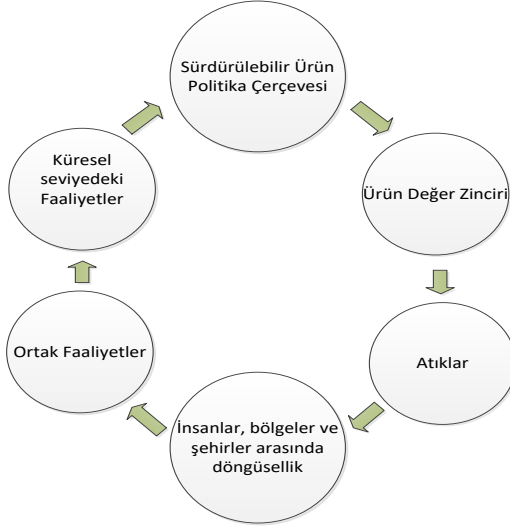 Sürdürülebilir Ürün
Politika Çerçevesi
Ürün Değer Zinciri
Atıklar
İnsanlar, bölgeler ve
şehirler arasında
döngüsellik
Ortak Faaliyetler
Küresel
seviyedeki
Faaliyetler